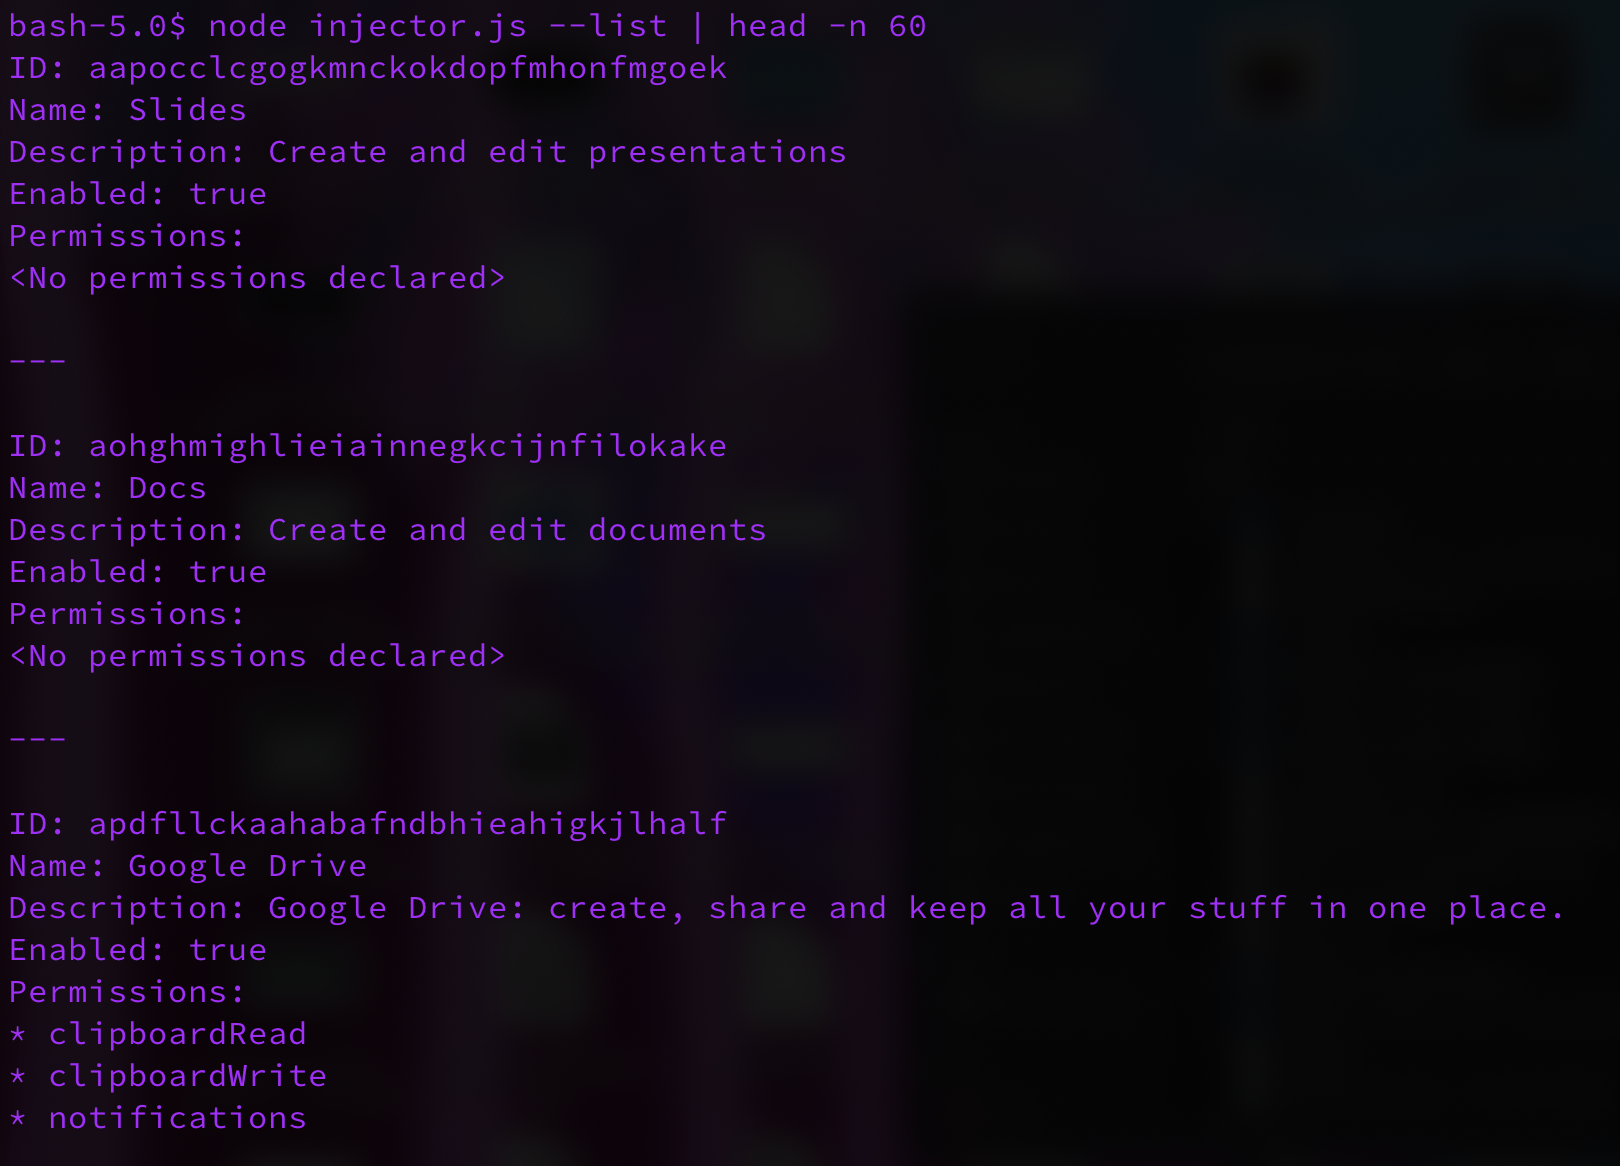 bash-5.0$ node injector.js --list | head -n 60
ID: aapocclcgogkmnckokdopfmhonfmgoek
Name: Slides
Description: Create and edit presentations
Enabled: true
Permissions:
<No permissions declared>
---
ID: aohghmighlieiainnegkcijnfilokake
Name: Docs
Description: Create and edit documents
Enabled: true
Permissions:
<No permissions declared>
---
ID: apdfllckaahabafndbhieahigkjlhalf
Name: Google Drive
Description: Google Drive: create, share and keep all your stuff in one place.
Enabled: true
Permissions:
* clipboardRead
* clipboardWrite
* notifications